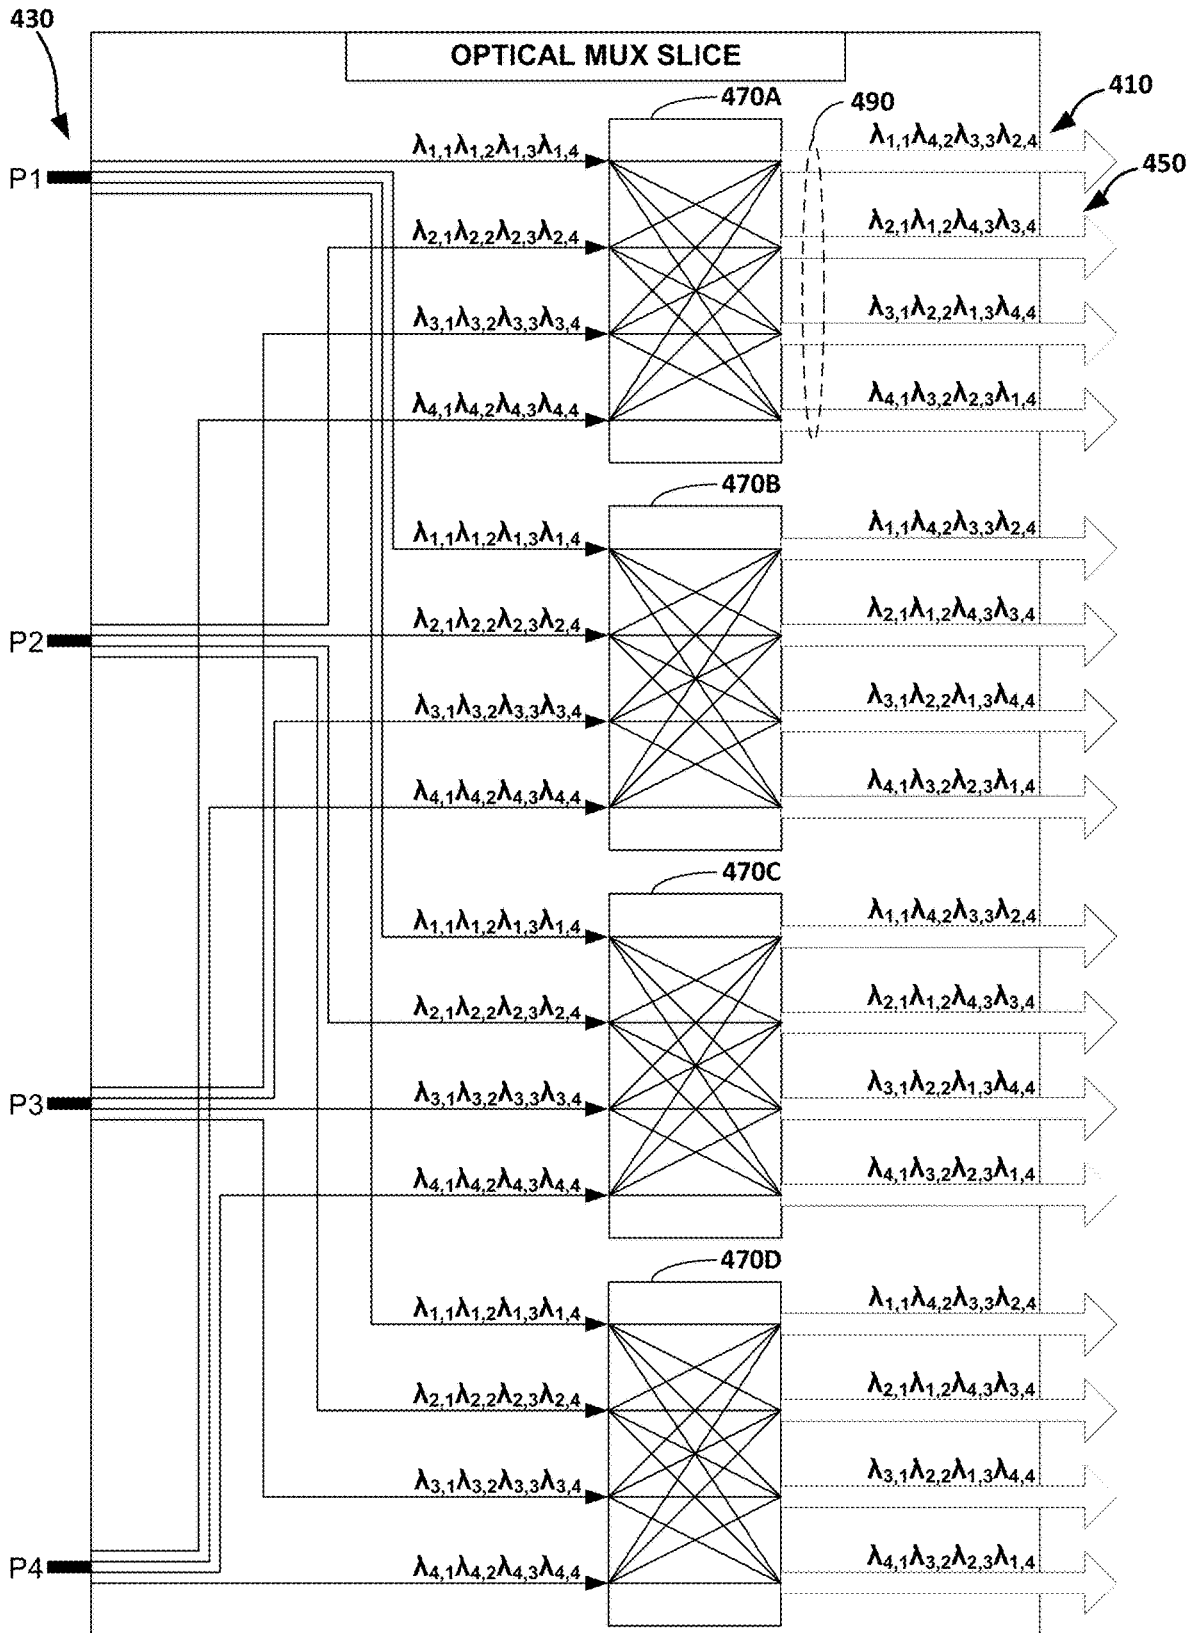 430
OPTICAL MUX SLICE
470A
490
410
λ1,1λ1,2λ1,3λ1,4
λ1,1λ4,2λ3,3λ2,4
450
P1
λ2,1λ2,2λ2,3λ2,4
λ2,1λ1,2λ4,3λ3,4
λ3,1λ3,2λ3,3λ3,4
λ3,1λ2,2λ1,3λ4,4
λ4,1λ4,2λ4,3λ4,4
λ4,1λ3,2λ2,3λ1,4
470B
λ1,1λ1,2λ1,3λ1,4
λ1,1λ4,2λ3,3λ2,4
P2
λ2,1λ2,2λ2,3λ2,4
λ2,1λ1,2λ4,3λ3,4
λ3,1λ3,2λ3,3λ3,4
λ3,1λ2,2λ1,3λ4,4
λ4,1λ4,2λ4,3λ4,4
λ4,1λ3,2λ2,3λ1,4
470C
λ1,1λ1,2λ1,3λ1,4
λ1,1λ4,2λ3,3λ2,4
λ2,1λ2,2λ2,3λ2,4
λ2,1λ1,2λ4,3λ3,4
P3
λ3,1λ3,2λ3,3λ3,4
λ3,1λ2,2λ1,3λ4,4
λ4,1λ4,2λ4,3λ4,4
λ4,1λ3,2λ2,3λ1,4
470D
λ1,1λ1,2λ1,3λ1,4
λ1,1λ4,2λ3,3λ2,4
λ2,1λ2,2λ2,3λ2,4
λ2,1λ1,2λ4,3λ3,4
λ3,1λ3,2λ3,3λ3,4
λ3,1λ2,2λ1,3λ4,4
P4
λ4,1λ4,2λ4,3λ4,4
λ4,1λ3,2λ2,3λ1,4